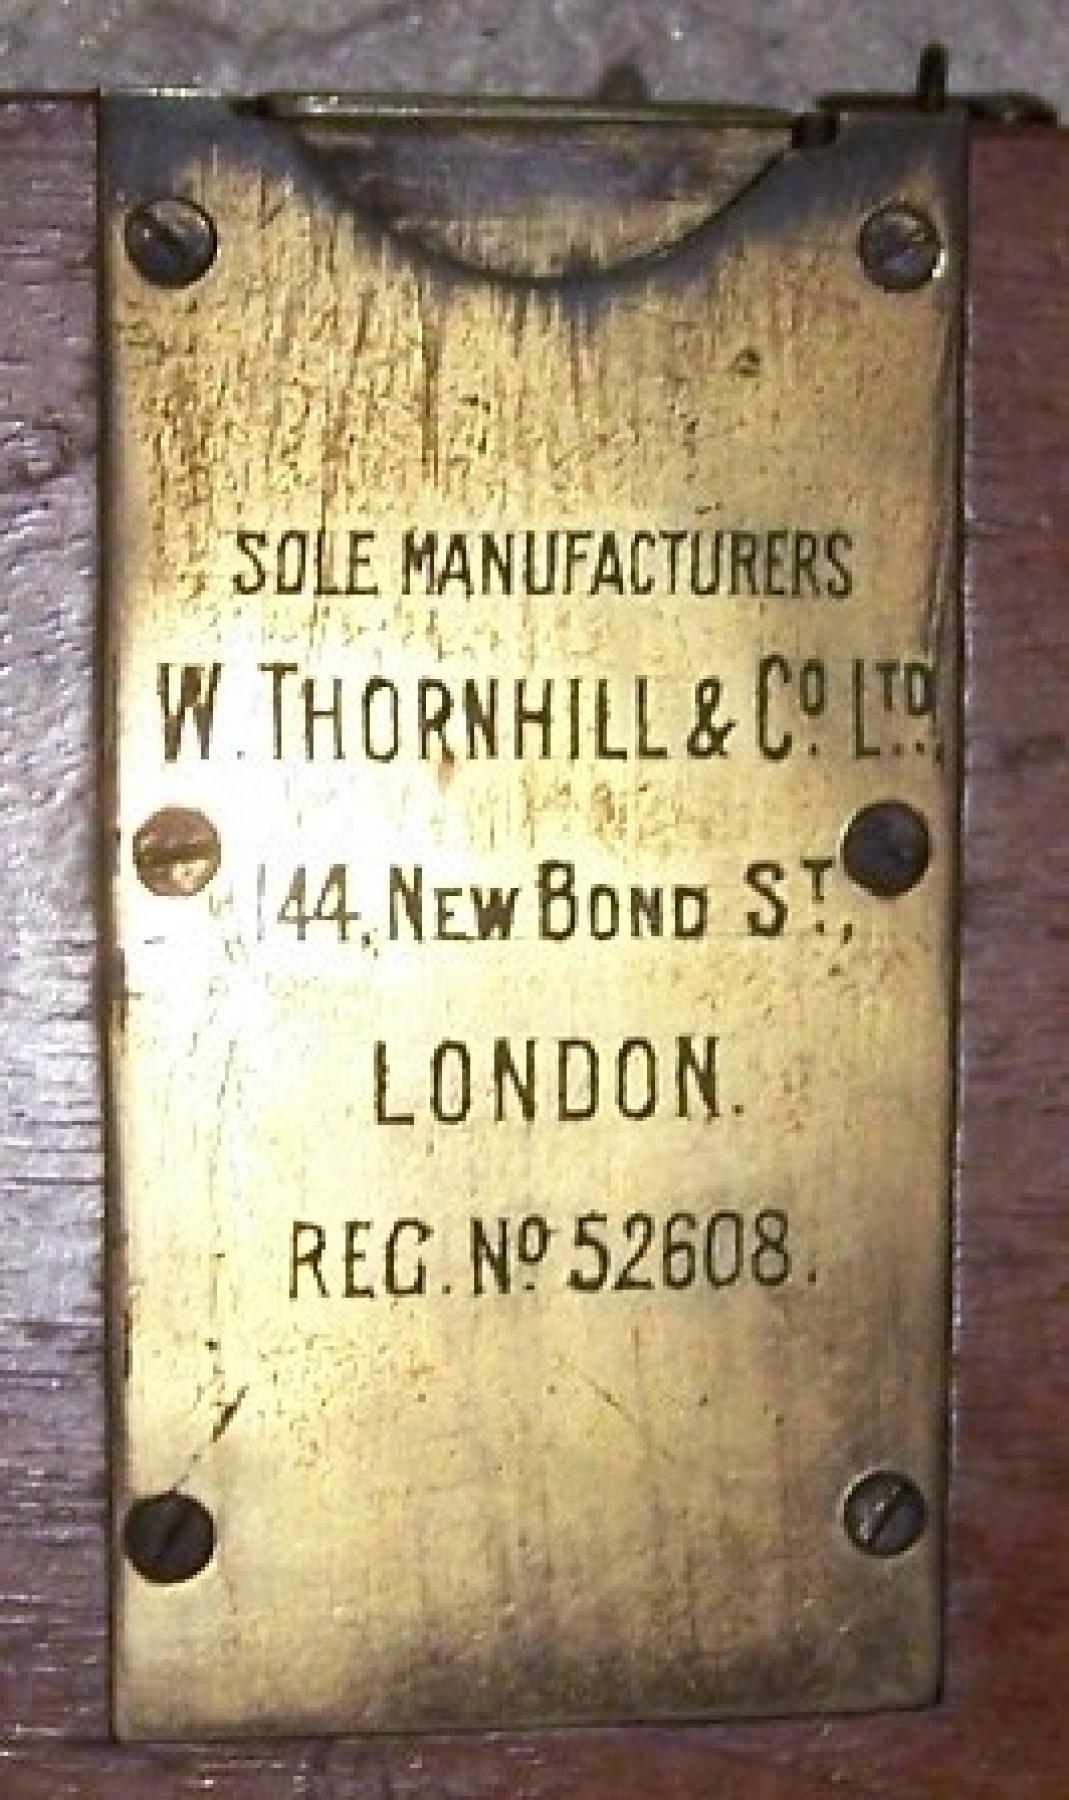 SOLE MANUFACTURERS
W. THORNHILL & Cº LTD.,
144, NEW BOND ST.,
LONDON.
REG. Nº 52608.